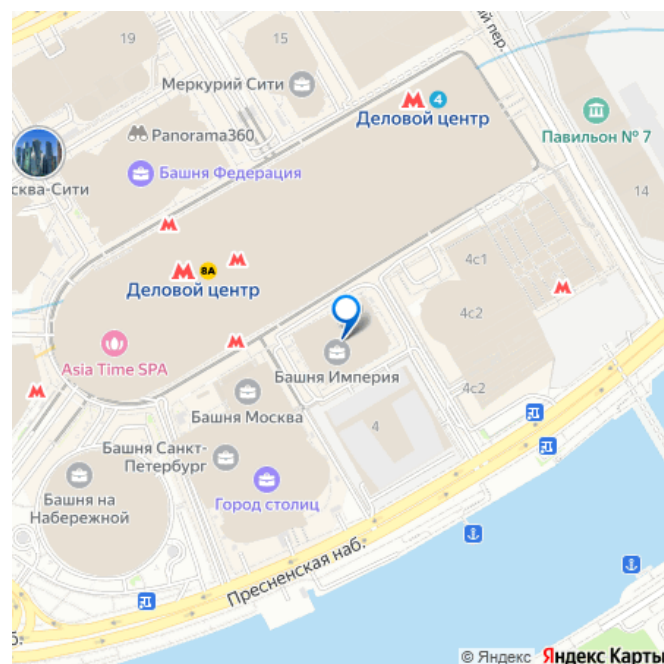 19
15
ый пер.
Меркурий Сити
4
Деловой центр
Panorama360
Павильон № 7
Башня Федерация
сква-Сити
14
8А
Деловой центр
4с1
4с2
Asia Time SPA
Башня Империя
4с2
Башня Москва
4
Башня Санкт-
Петербург
Башня на
Набережной
Город столиц
Пресненская наб.
б.
5.
© Яндекс Яндекс Карты